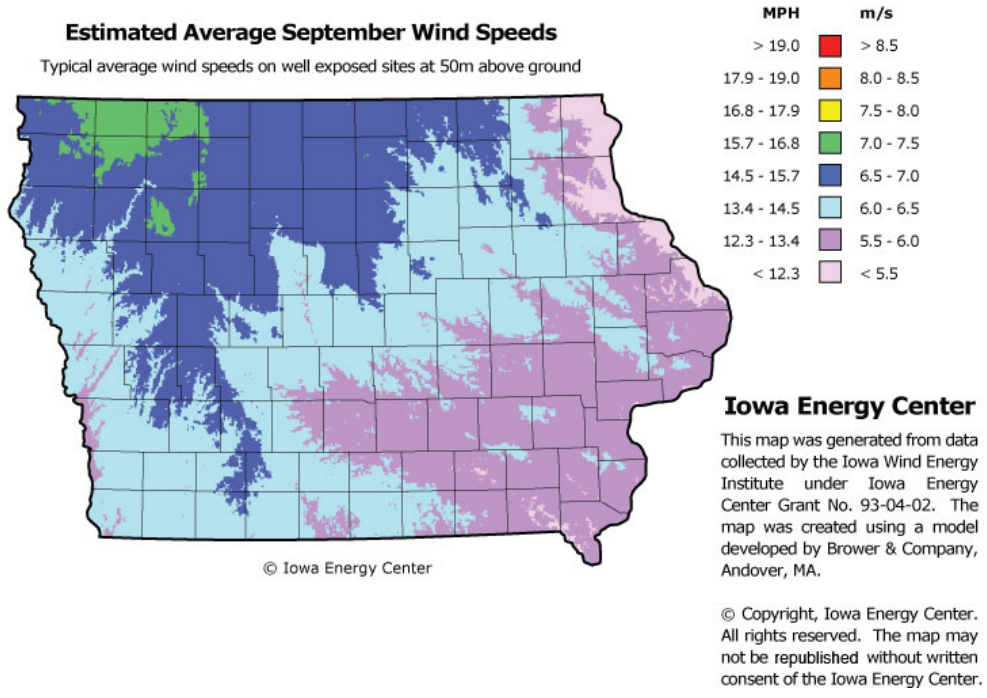 Estimated Average September Wind Speeds
Typical average wind speeds on well exposed sites at 50m above ground
MPH m/s
> 19.0 > 8.5
17.9 - 19.0 8.0 - 8.5
16.8 - 17.9 7.5 - 8.0
15.7 - 16.8 7.0 - 7.5
14.5 - 15.7 6.5 - 7.0
13.4 - 14.5 6.0 - 6.5
12.3 - 13.4 5.5 - 6.0
< 12.3 < 5.5
© Iowa Energy Center
Iowa Energy Center
This map was generated from data
collected by the Iowa Wind Energy
Institute under Iowa Energy
Center Grant No. 93-04-02. The
map was created using a model
developed by Brower & Company,
Andover, MA.
© Copyright, Iowa Energy Center.
All rights reserved. The map may
not be republished without written
consent of the Iowa Energy Center.